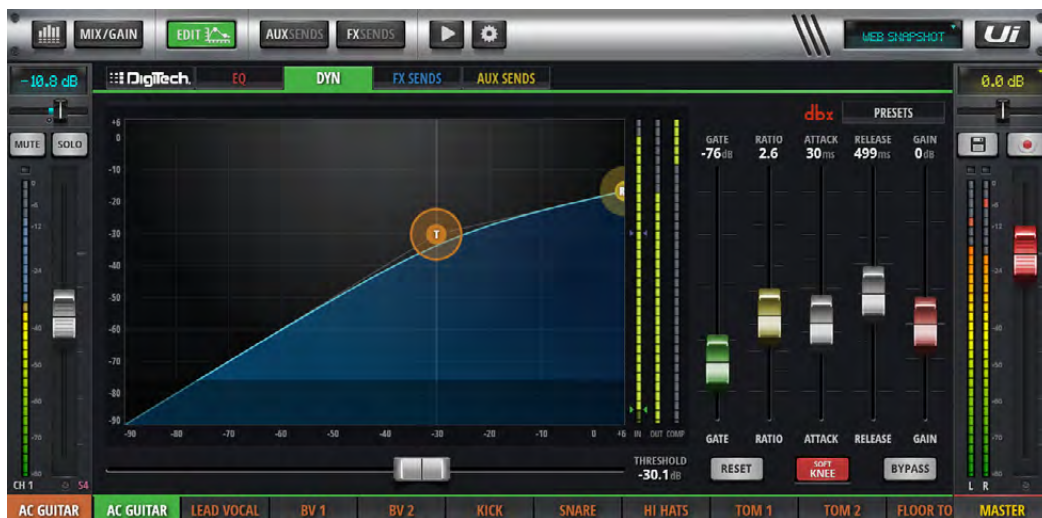 MIX/GAIN EDIT AUXSENDS FXSENDS WEB SNAPSHOT Ui
-10.8 dB DigiTech EQ DYN FX SENDS AUX SENDS 0.0 dB
dbx PRESETS
MUTE SOLO
GATE RATIO ATTACK RELEASE GAIN
-76dB 2.6 30ms 499ms 0dB
+6
0
-10
-20
-30
-40
-50
-60
-70
-80
-90
T
R
-90 -80 -70 -60 -50 -40 -30 -20 -10 0 +6 IN OUT COMP
GATE RATIO ATTACK RELEASE GAIN
THRESHOLD
-30.1dB
RESET SOFT KNEE BYPASS
CH 1 S4 L R
AC GUITAR AC GUITAR LEAD VOCAL BV 1 BV 2 KICK SNARE HI HATS TOM 1 TOM 2 FLOOR TO MASTER